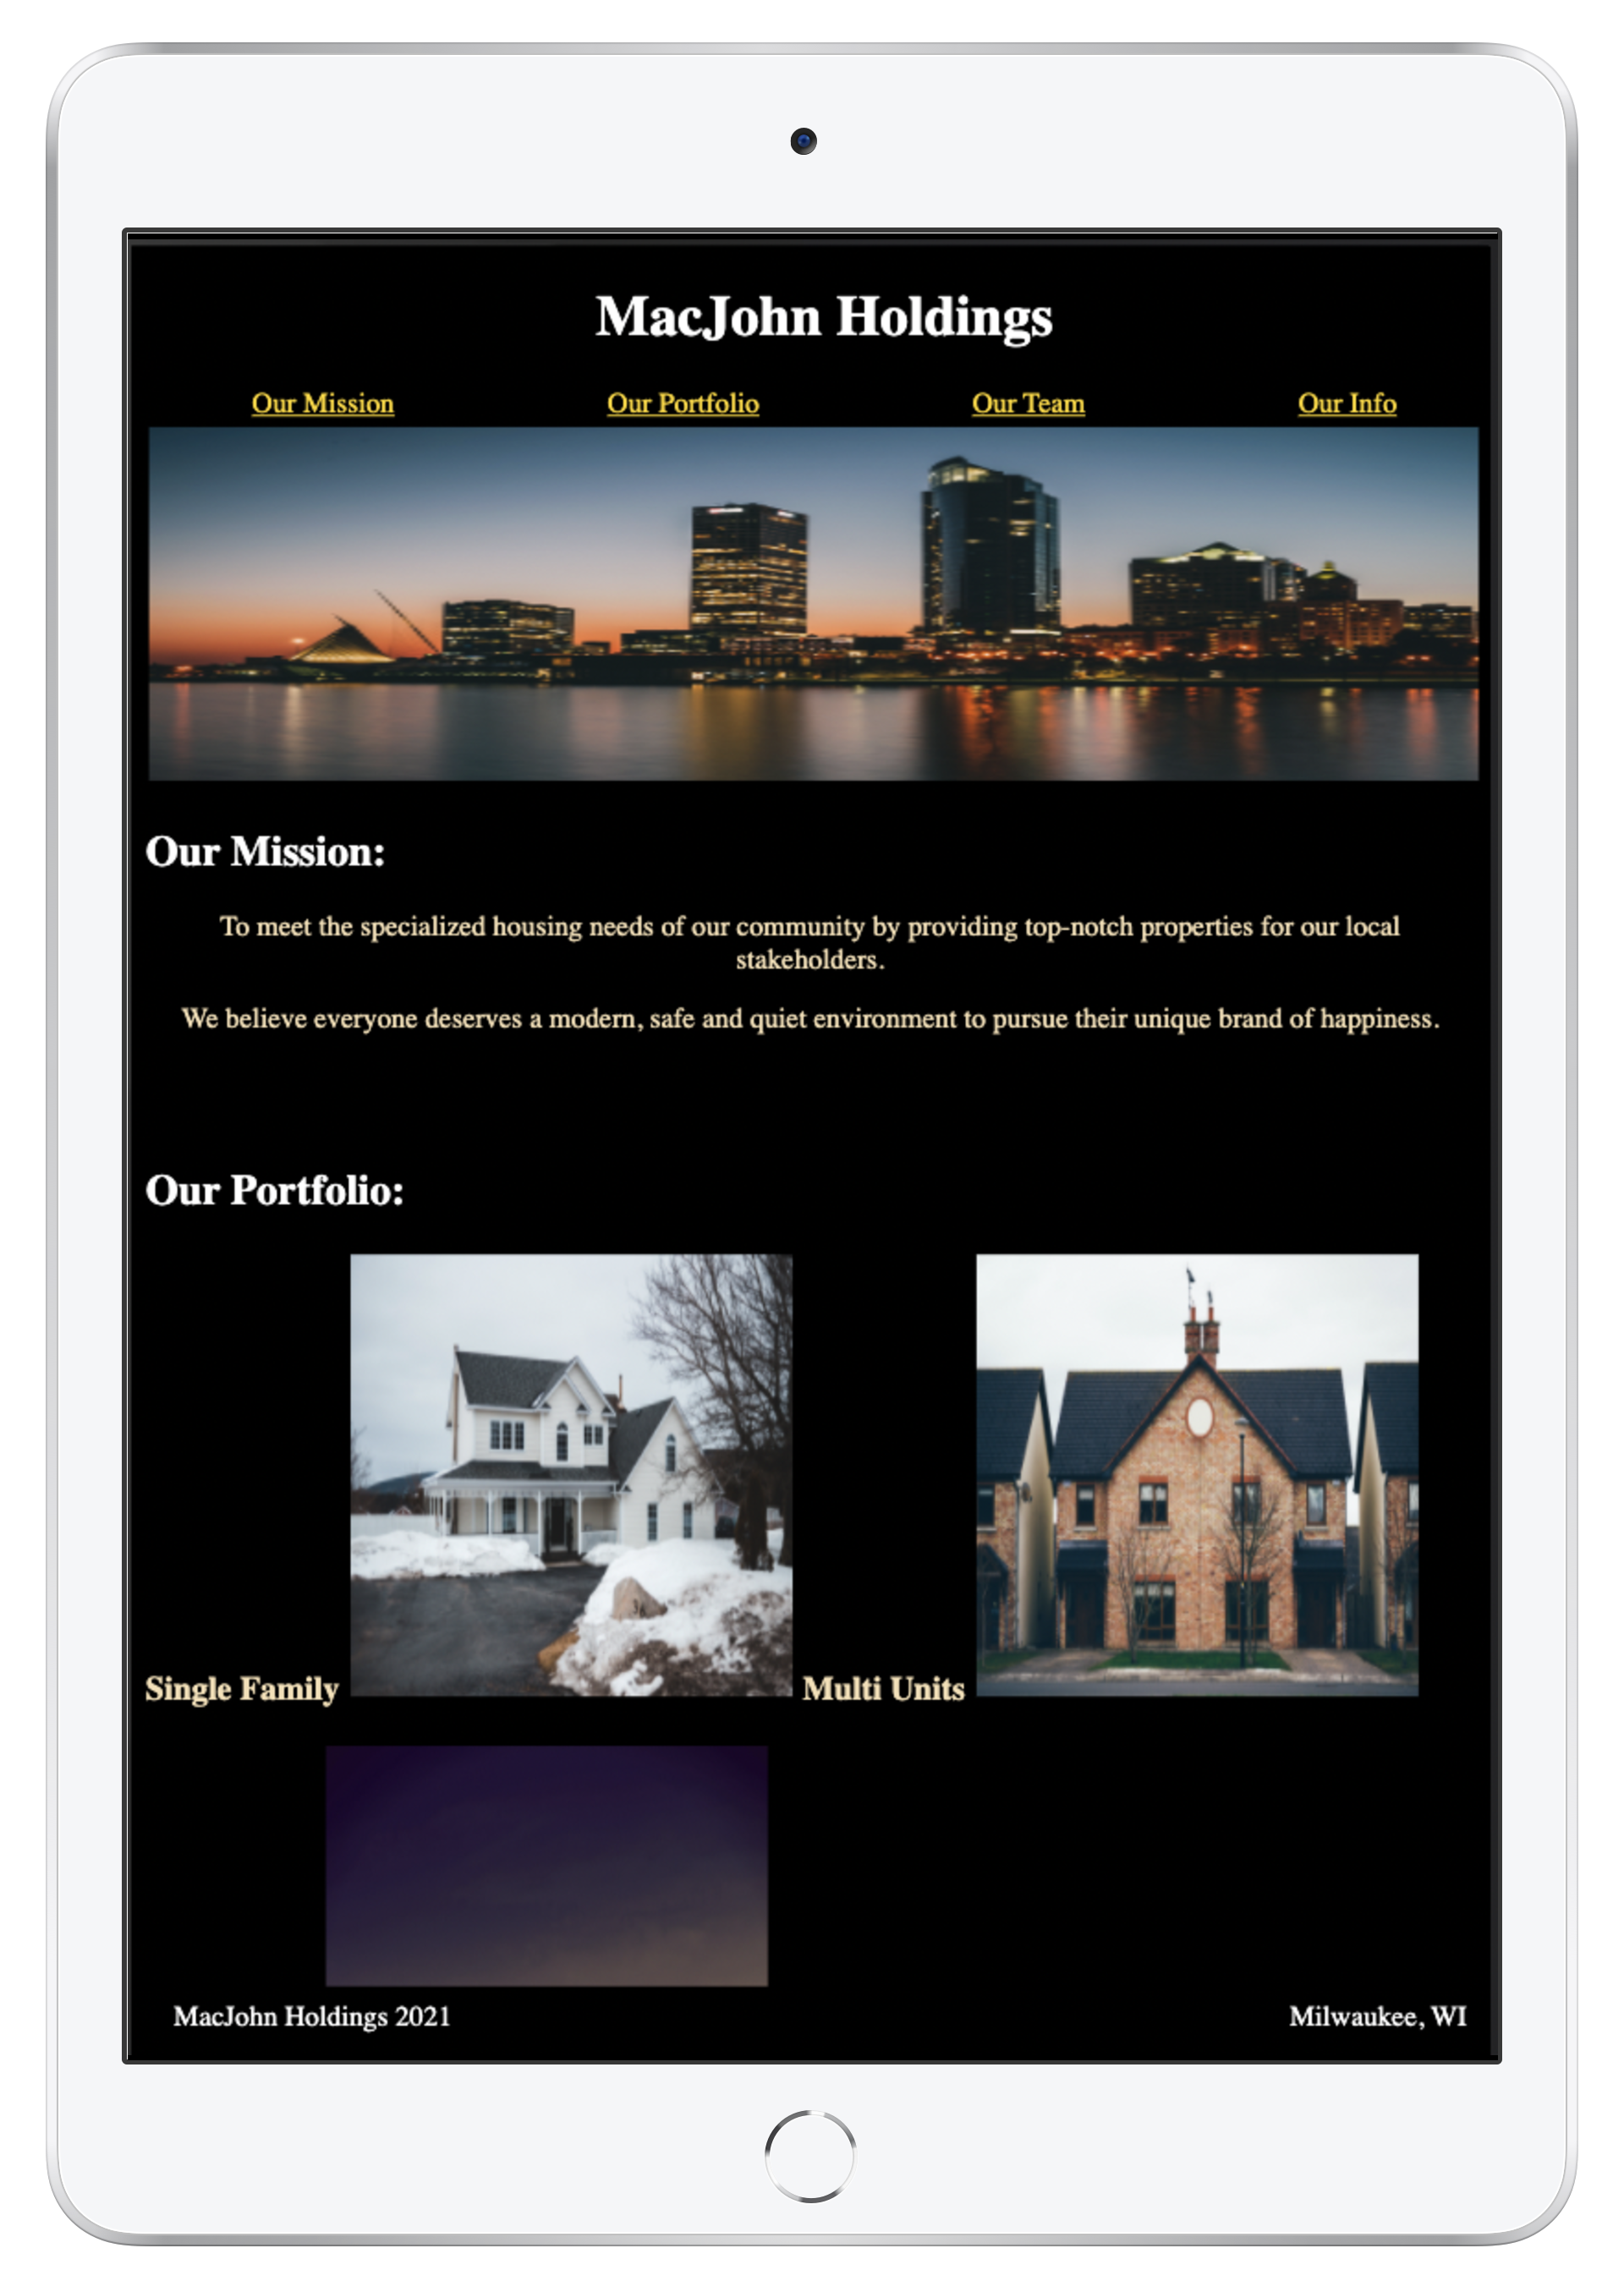 MacJohn Holdings
Our Mission Our Portfolio Our Team Our Info
Our Mission:
To meet the specialized housing needs of our community by providing top-notch properties for our local
stakeholders.
We believe everyone deserves a modern, safe and quiet environment to pursue their unique brand of happiness.
Our Portfolio:
Single Family Multi Units
MacJohn Holdings 2021 Milwaukee, WI